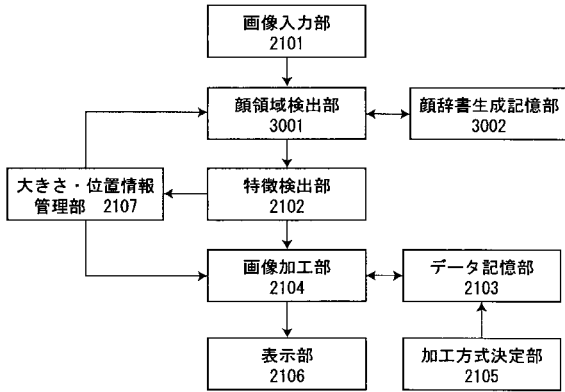 画像入力部
2101
顔領域検出部
3001
顔辞書生成記憶部
3002
大きさ・位置情報
管理部 2107
特徴検出部
2102
画像加工部
2104
データ記憶部
2103
表示部
2106
加工方式決定部
2105